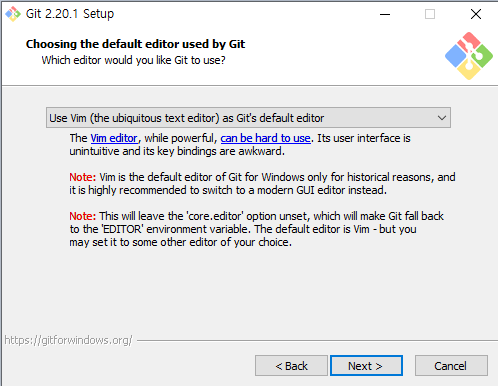 Git 2.20.1 Setup
Choosing the default editor used by Git
Which editor would you like Git to use?
Use Vim (the ubiquitous text editor) as Git's default editor
The Vim editor, while powerful, can be hard to use. Its user interface is
unintuitive and its key bindings are awkward.
Note: Vim is the default editor of Git for Windows only for historical reasons, and
it is highly recommended to switch to a modern GUI editor instead.
Note: This will leave the 'core.editor' option unset, which will make Git fall back
to the 'EDITOR' environment variable. The default editor is Vim - but you
may set it to some other editor of your choice.
https://gitforwindows.org/
< Back
Next >
Cancel